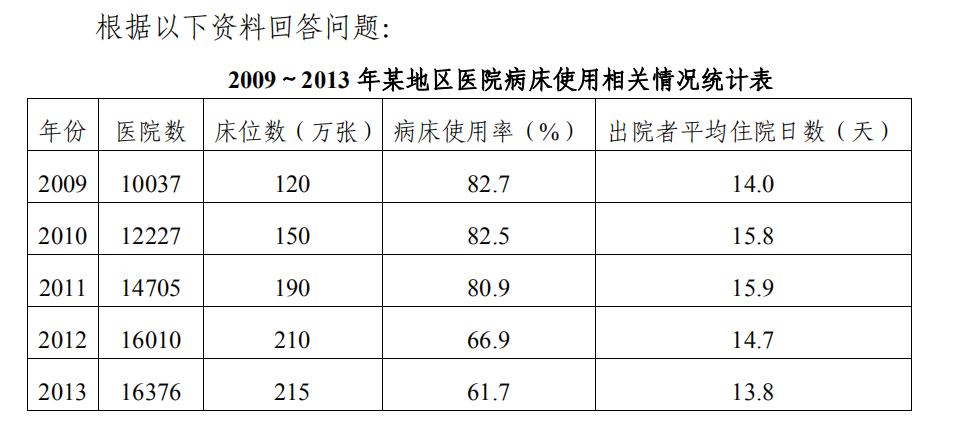 根据以下资料回答问题:
2009～2013 年某地区医院病床使用相关情况统计表
年份 医院数 床位数（万张） 病床使用率（%） 出院者平均住院日数（天）
2009 10037 120 82.7 14.0
2010 12227 150 82.5 15.8
2011 14705 190 80.9 15.9
2012 16010 210 66.9 14.7
2013 16376 215 61.7 13.8